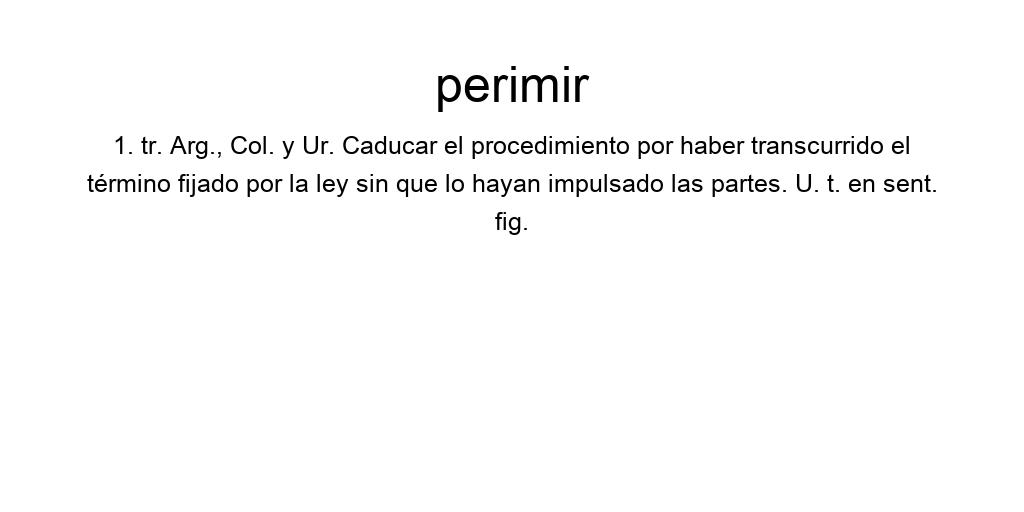 perimir
1. tr. Arg., Col. y Ur. Caducar el procedimiento por haber transcurrido el
término fijado por la ley sin que lo hayan impulsado las partes. U. t. en sent.
fig.